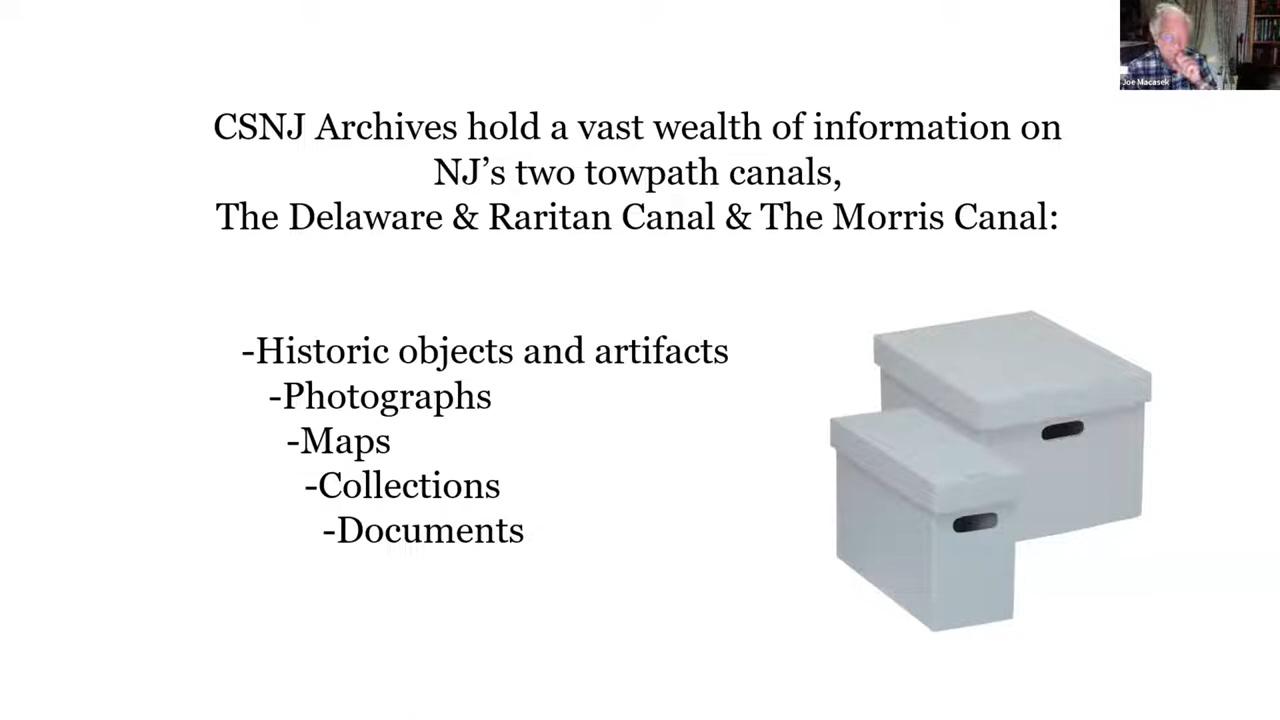 Joe Macasek
CSNJ Archives hold a vast wealth of information on
NJ’s two towpath canals,
The Delaware & Raritan Canal & The Morris Canal:
-Historic objects and artifacts
-Photographs
-Maps
-Collections
-Documents